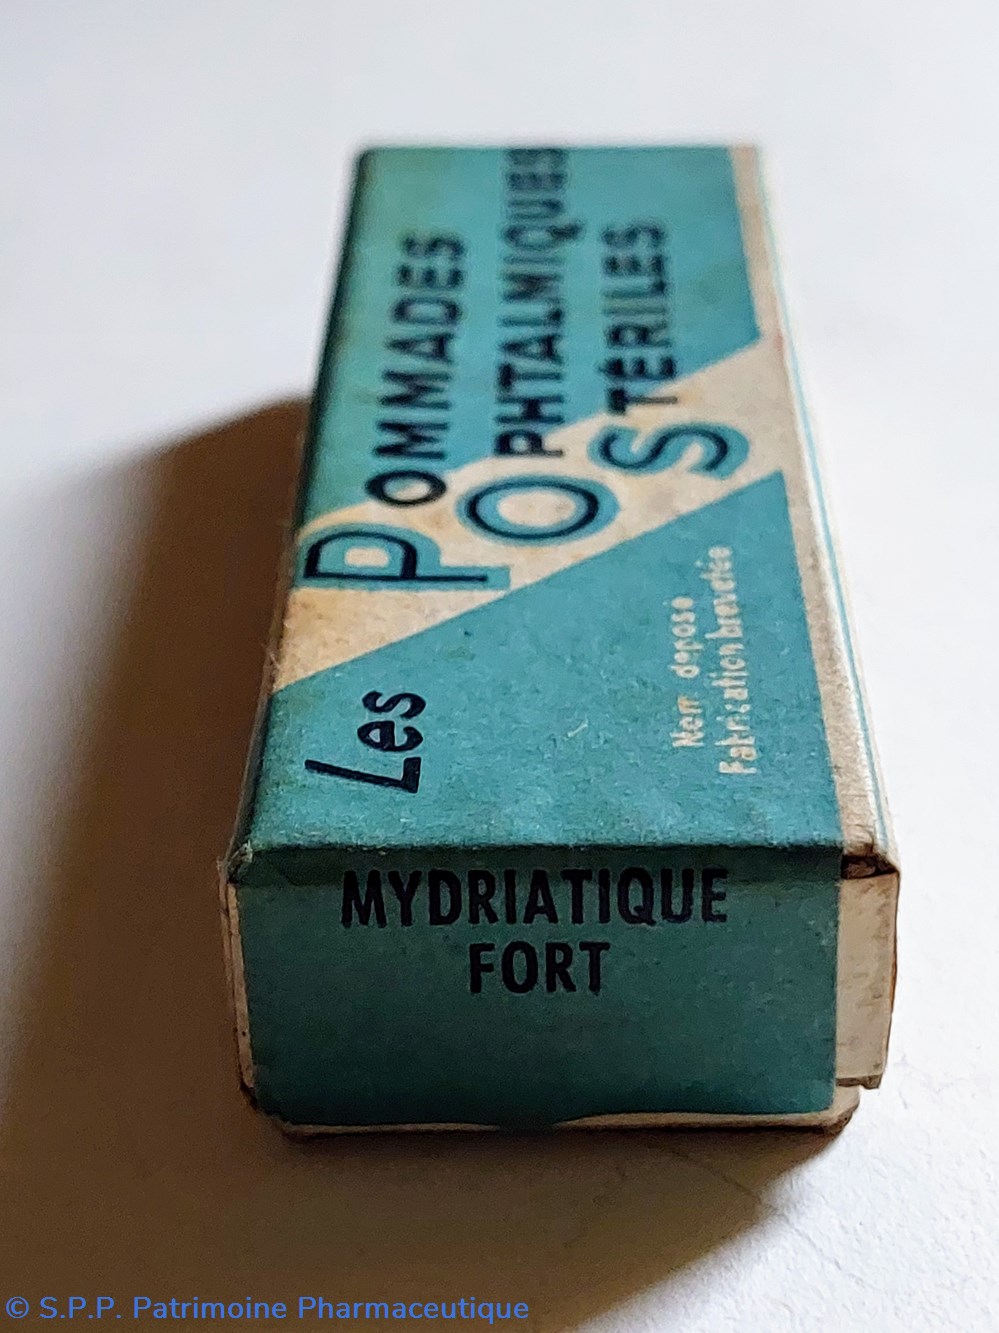 Les
POMMADES
OPHTALMIQUES
STÉRILES
Nom déposé
Fabrication brevetée
MYDRIATIQUE
FORT
© S.P.P. Patrimoine Pharmaceutique